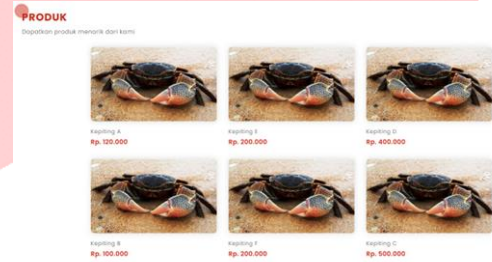 PRODUK
Dapatkan produk menarik dari kami
Kepiting A
Rp. 120.000
Kepiting E
Rp. 200.000
Kepiting D
Rp. 400.000
Kepiting B
Rp. 100.000
Kepiting F
Rp. 200.000
Kepiting C
Rp. 500.000